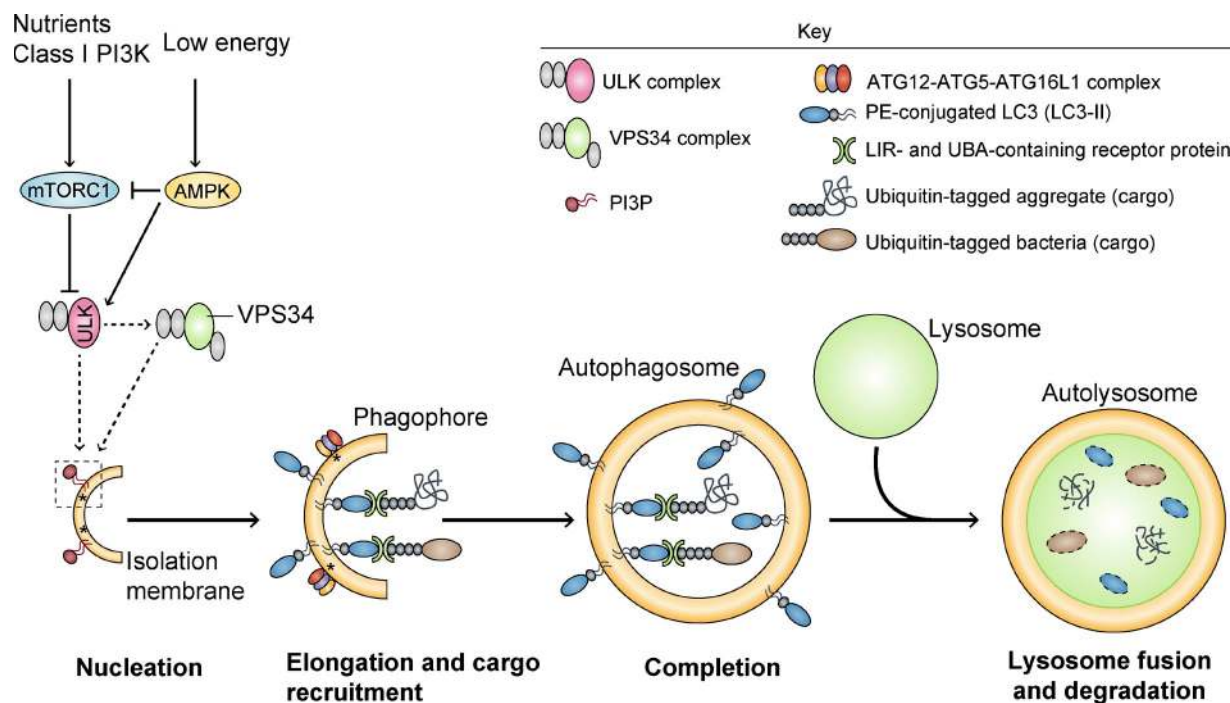 Nutrients
Class I PI3K
Low energy
mTORC1
AMPK
ULK
VPS34
Key
ULK complex
VPS34 complex
PI3P
ATG12-ATG5-ATG16L1 complex
PE-conjugated LC3 (LC3-II)
LIR- and UBA-containing receptor protein
Ubiquitin-tagged aggregate (cargo)
Ubiquitin-tagged bacteria (cargo)
Isolation
membrane
Phagophore
Autophagosome
Lysosome
Autolysosome
*
*
*
*
Nucleation
Elongation and cargo
recruitment
Completion
Lysosome fusion
and degradation